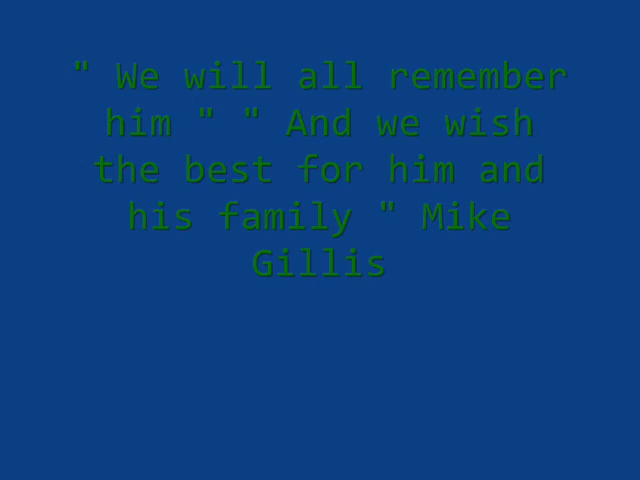 " We will all remember
him " " And we wish
the best for him and
his family " Mike
Gillis